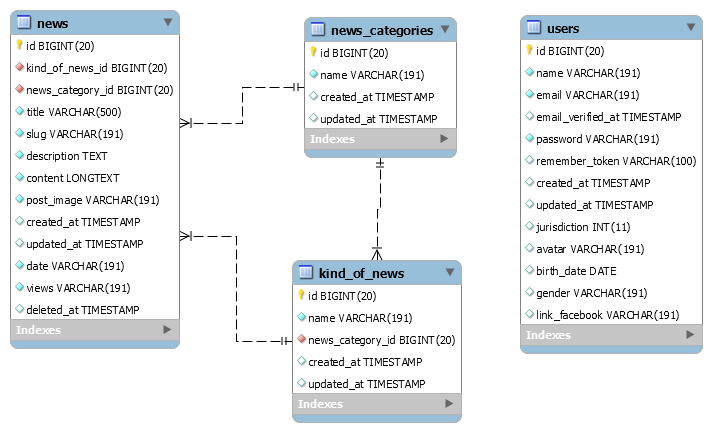 news
id BIGINT(20)
kind_of_news_id BIGINT(20)
news_category_id BIGINT(20)
title VARCHAR(500)
slug VARCHAR(191)
description TEXT
content LONGTEXT
post_image VARCHAR(191)
created_at TIMESTAMP
updated_at TIMESTAMP
date VARCHAR(191)
views VARCHAR(191)
deleted_at TIMESTAMP
Indexes
news_categories
id BIGINT(20)
name VARCHAR(191)
created_at TIMESTAMP
updated_at TIMESTAMP
Indexes
kind_of_news
id BIGINT(20)
name VARCHAR(191)
news_category_id BIGINT(20)
created_at TIMESTAMP
updated_at TIMESTAMP
Indexes
users
id BIGINT(20)
name VARCHAR(191)
email VARCHAR(191)
email_verified_at TIMESTAMP
password VARCHAR(191)
remember_token VARCHAR(100)
created_at TIMESTAMP
updated_at TIMESTAMP
jurisdiction INT(11)
avatar VARCHAR(191)
birth_date DATE
gender VARCHAR(191)
link_facebook VARCHAR(191)
Indexes